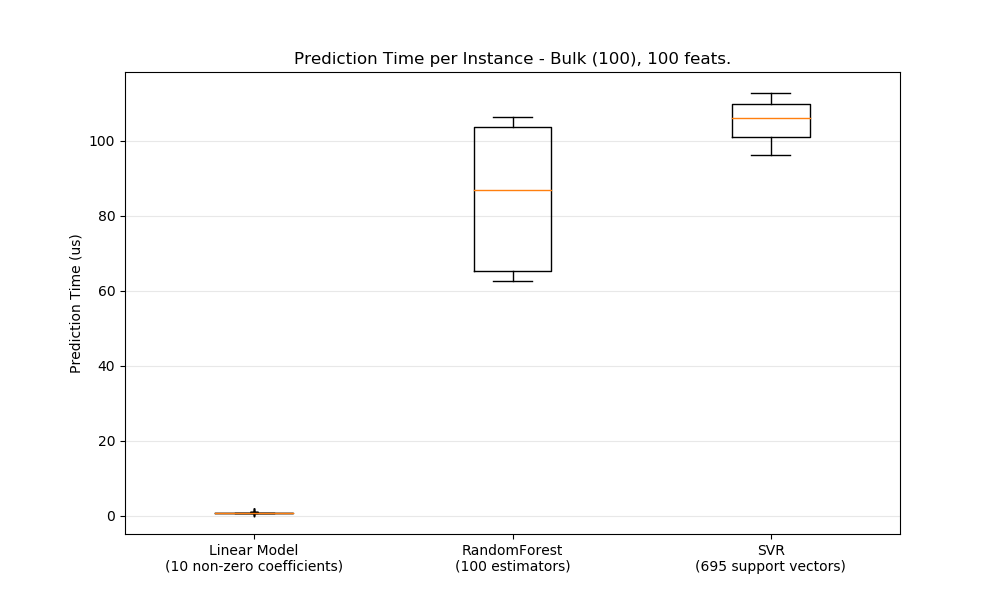 Prediction Time per Instance - Bulk (100), 100 feats.
Prediction Time (us)
100
80
60
40
20
0
Linear Model
(10 non-zero coefficients)
RandomForest
(100 estimators)
SVR
(695 support vectors)